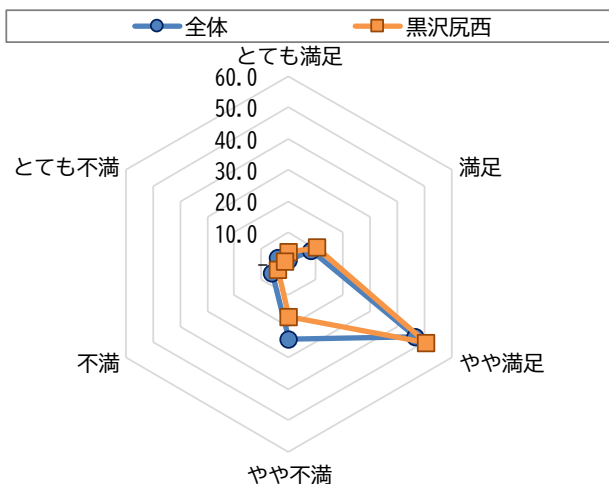 全体 黒沢尻西
とても満足
60.0
50.0
40.0
30.0
20.0
10.0
-
満足
やや満足
やや不満
不満
とても不満